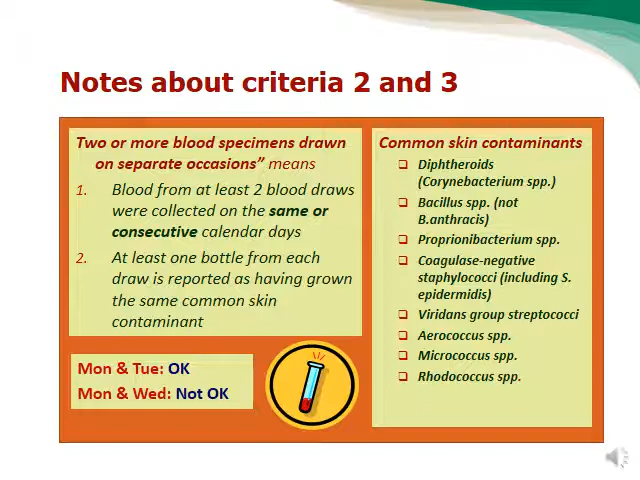 Notes about criteria 2 and 3
Two or more blood specimens drawn
on separate occasions” means
1. Blood from at least 2 blood draws
were collected on the same or
consecutive calendar days
2. At least one bottle from each
draw is reported as having grown
the same common skin
contaminant
Mon & Tue: OK
Mon & Wed: Not OK
Common skin contaminants
Diphtheroids
(Corynebacterium spp.)
Bacillus spp. (not
B.anthracis)
Proprionibacterium spp.
Coagulase-negative
staphylococci (including S.
epidermidis)
Viridans group streptococci
Aerococcus spp.
Micrococcus spp.
Rhodococcus spp.